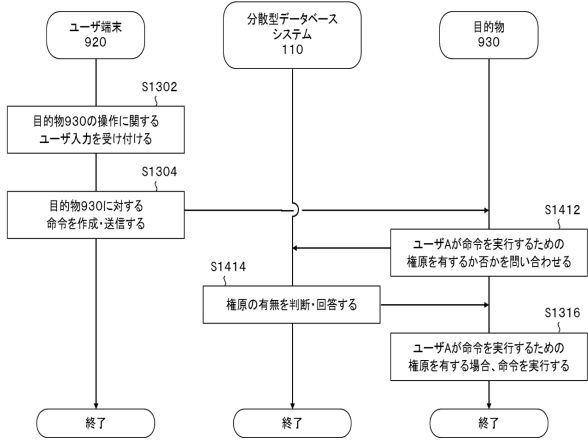 ユーザ端末
920
分散型データベース
システム
110
目的物
930
S1302
目的物930の操作に関する
ユーザ入力を受け付ける
S1304
目的物930に対する
命令を作成・送信する
S1412
ユーザAが命令を実行するための
権原を有するか否かを問い合わせる
S1414
権原の有無を判断・回答する
S1316
ユーザAが命令を実行するための
権原を有する場合、命令を実行する
終了
終了
終了